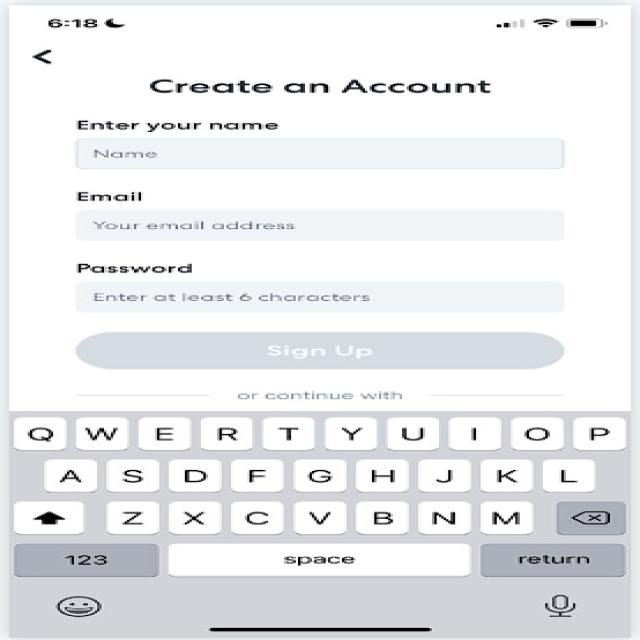 6:18
Create an Account
Enter your name
Name
Email
Your email address
Password
Enter at least 6 characters
Sign Up
or continue with
Q W E R T Y U I O P
A S D F G H J K L
Z X C V B N M
123 space return